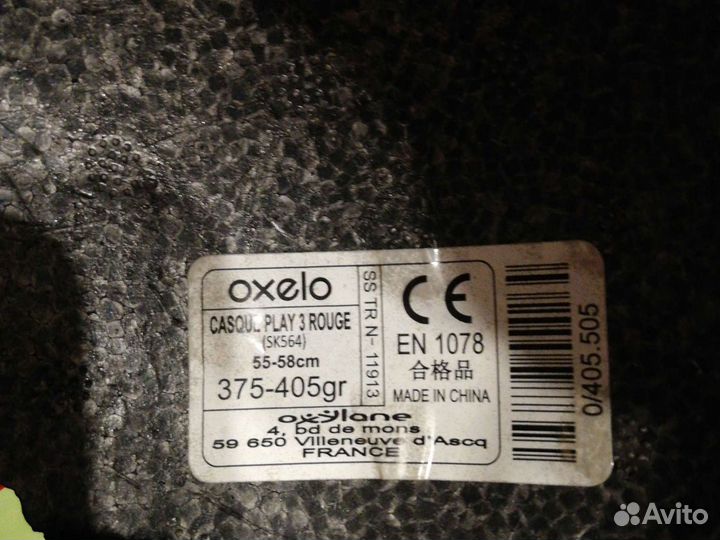 oxelo
CASQUE PLAY 3 ROUGE
(SK564)
55-58cm
375-405gr
SS TR N- 11913
CE
EN 1078
合格品
MADE IN CHINA
0/405.505
oxylane
4, bd de mons
59 650 Villeneuve d'Ascq
FRANCE
Avito